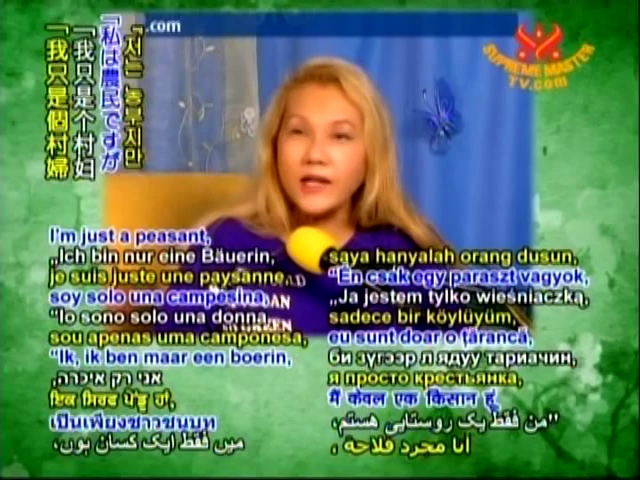 .com
SUPREME MASTER
TV.com
「저는 농부지만
「私は農民ですが
「我只是个村妇
「我只是個村婦
I'm just a peasant,
„Ich bin nur eine Bäuerin,
je suis juste une paysanne,
soy solo una campesina,
"Io sono solo una donna
sou apenas uma camponesa,
"Ik, ik ben maar een boerin,
אני רק איכרה,
ਇਕ ਸਿਰਫ ਪੇਂਡੂ ਹਾਂ,
เป็นเพียงชาวชนบท
میں فقط ایک کسان ہوں،
saya hanyalah orang dusun,
"Én csak egy paraszt vagyok,
„Ja jestem tylko wieśniaczką,
sadece bir köylüyüm,
eu sunt doar o țărancă,
би зүгээр л ядуу тариачин,
я просто крестьянка,
मैं केवल एक किसान हूं,
"من فقط یک روستایی هستم،
أنا مجرد فلاحة ،